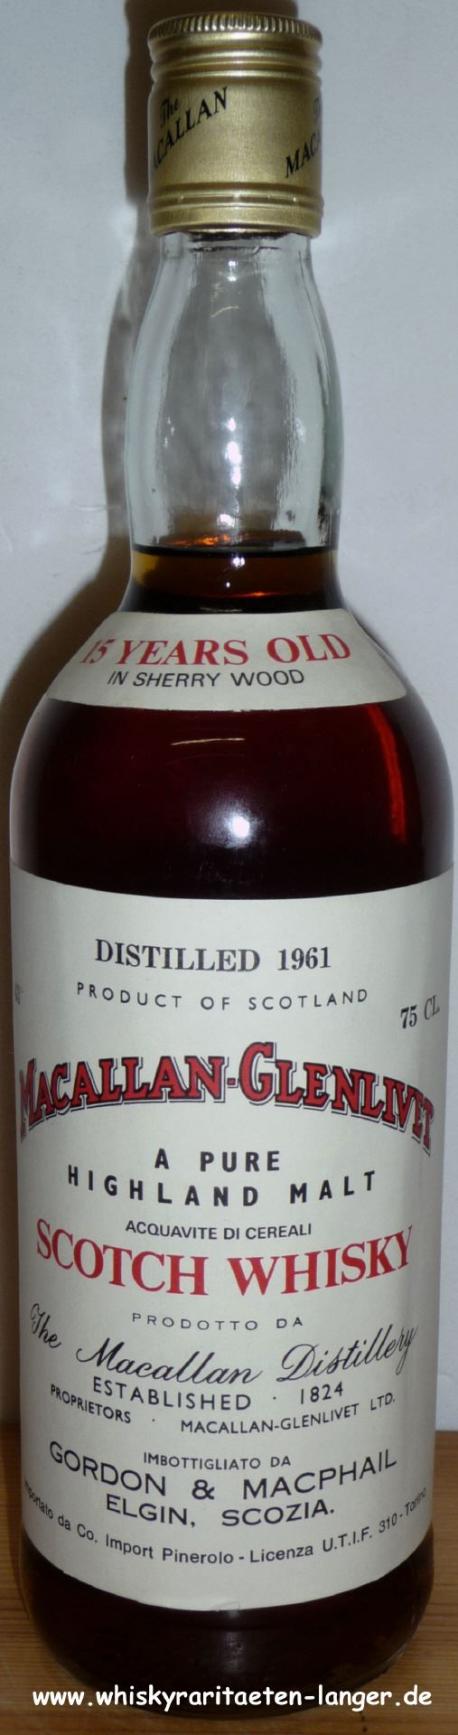 The
MACALLAN
15 YEARS OLD
IN SHERRY WOOD
DISTILLED 1961
PRODUCT OF SCOTLAND
75 CL.
MACALLAN-GLENLIVET
A PURE
HIGHLAND MALT
ACQUAVITE DI CEREALI
SCOTCH WHISKY
PRODOTTO DA
The Macallan Distillery
ESTABLISHED · 1824
PROPRIETORS · MACALLAN-GLENLIVET LTD.
IMBOTTIGLIATO DA
GORDON & MACPHAIL
ELGIN, SCOZIA.
Importato da Co. Import Pinerolo - Licenza U.T.I.F. 310 - Torino
www.whiskyraritaeten-langer.de